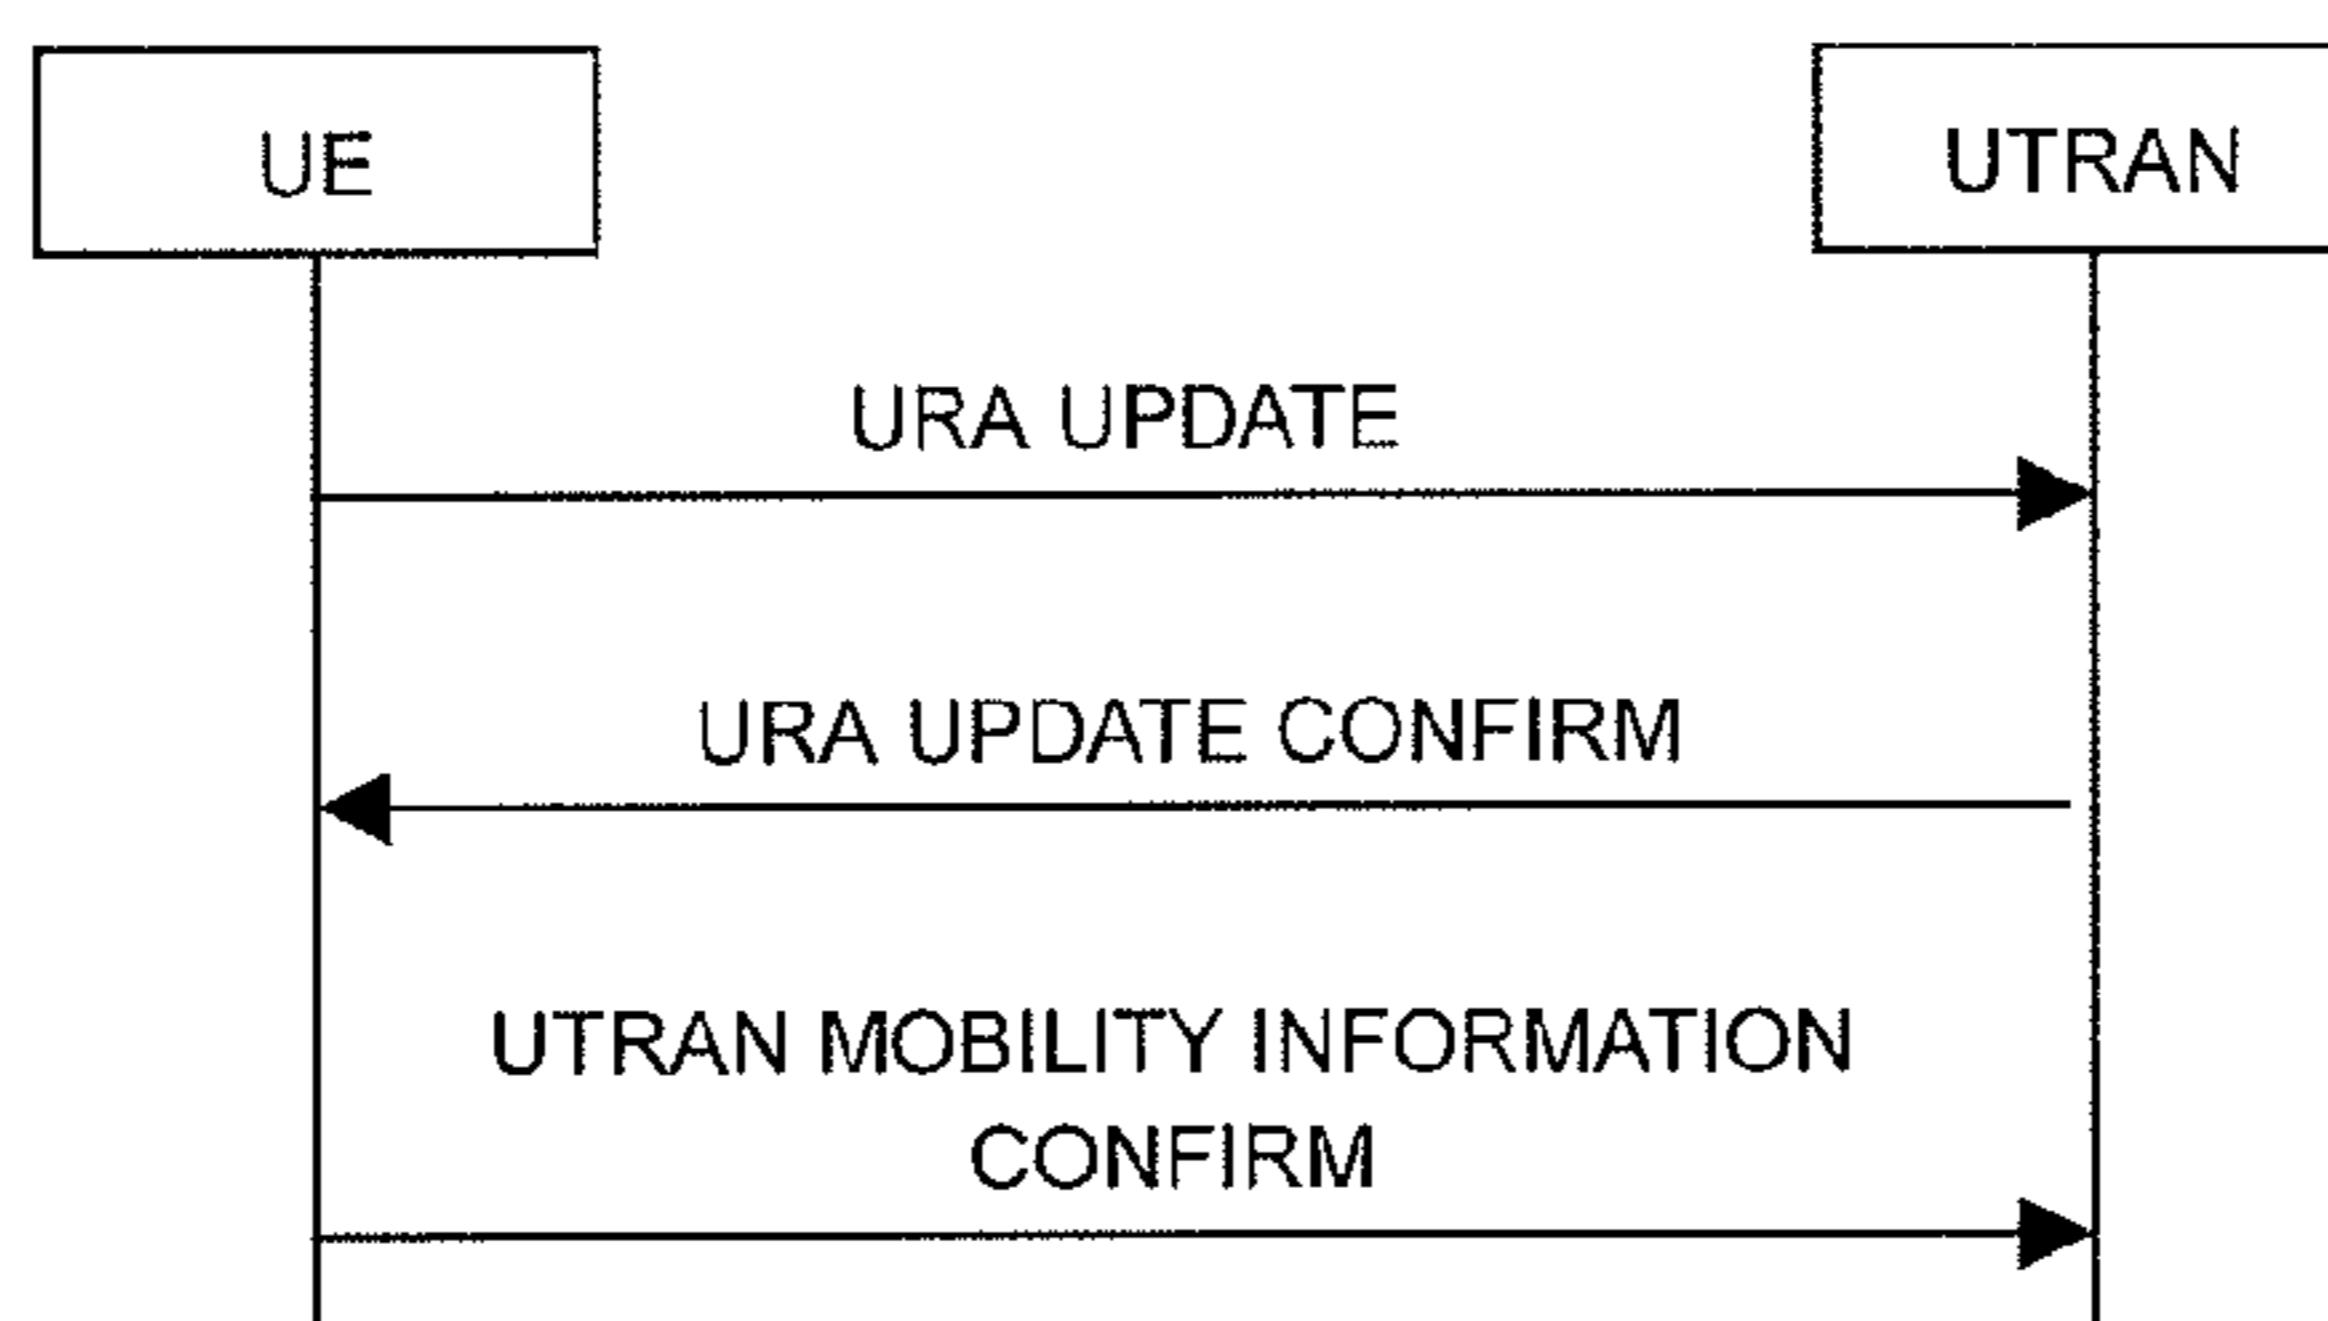 UE
UTRAN
URA UPDATE
URA UPDATE CONFIRM
UTRAN MOBILITY INFORMATION
CONFIRM